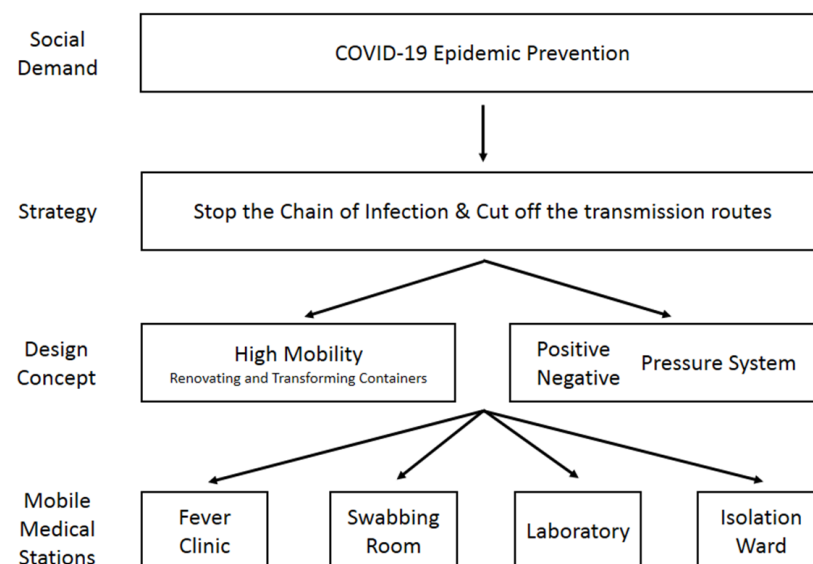 Social
Demand
COVID-19 Epidemic Prevention
Strategy
Stop the Chain of Infection & Cut off the transmission routes
Design
Concept
High Mobility
Renovating and Transforming Containers
Positive
Negative
Pressure System
Mobile
Medical
Stations
Fever
Clinic
Swabbing
Room
Laboratory
Isolation
Ward